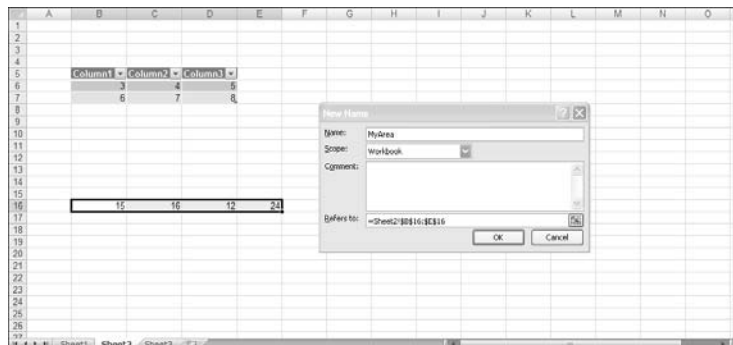 A B C D E F G H I J K L M N O
1
2
3
4
5 Column1 Column2 Column3
6 3 4 5
7 6 7 8
8
9
10
11
12
13
14
15
16 15 16 12 24
17
18
19
20
21
22
23
24
25
26
27
New Name
Name: MyArea
Scope: Workbook
Comment:
Refers to: =Sheet2!$B$16:$E$16
OK Cancel
Sheet1 Sheet2 Sheet3